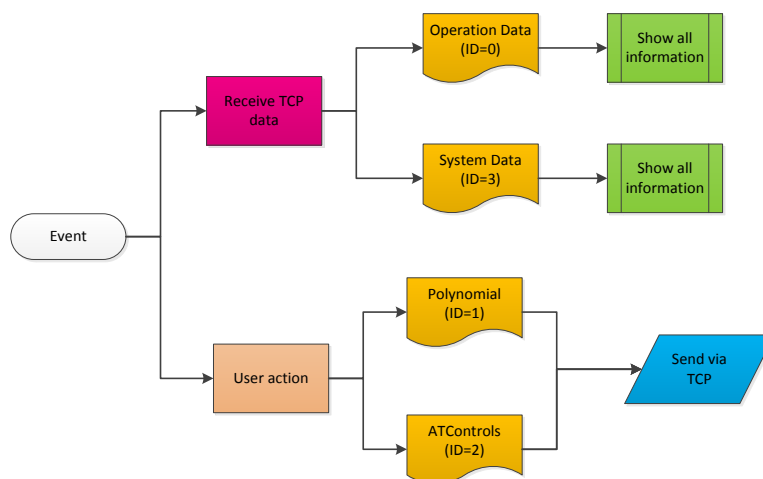 Operation Data
(ID=0)
Show all
information
Receive TCP
data
System Data
(ID=3)
Show all
information
Event
Polynomial
(ID=1)
User action
Send via
TCP
ATControls
(ID=2)